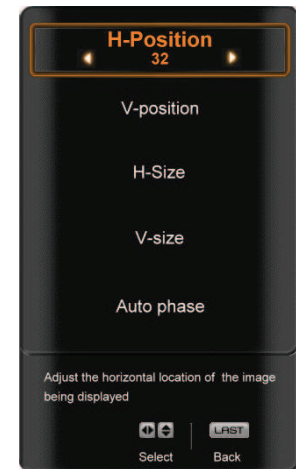 H-Position
32
V-position
H-Size
V-size
Auto phase
Adjust the horizontal location of the image
being displayed
LAST
Select Back